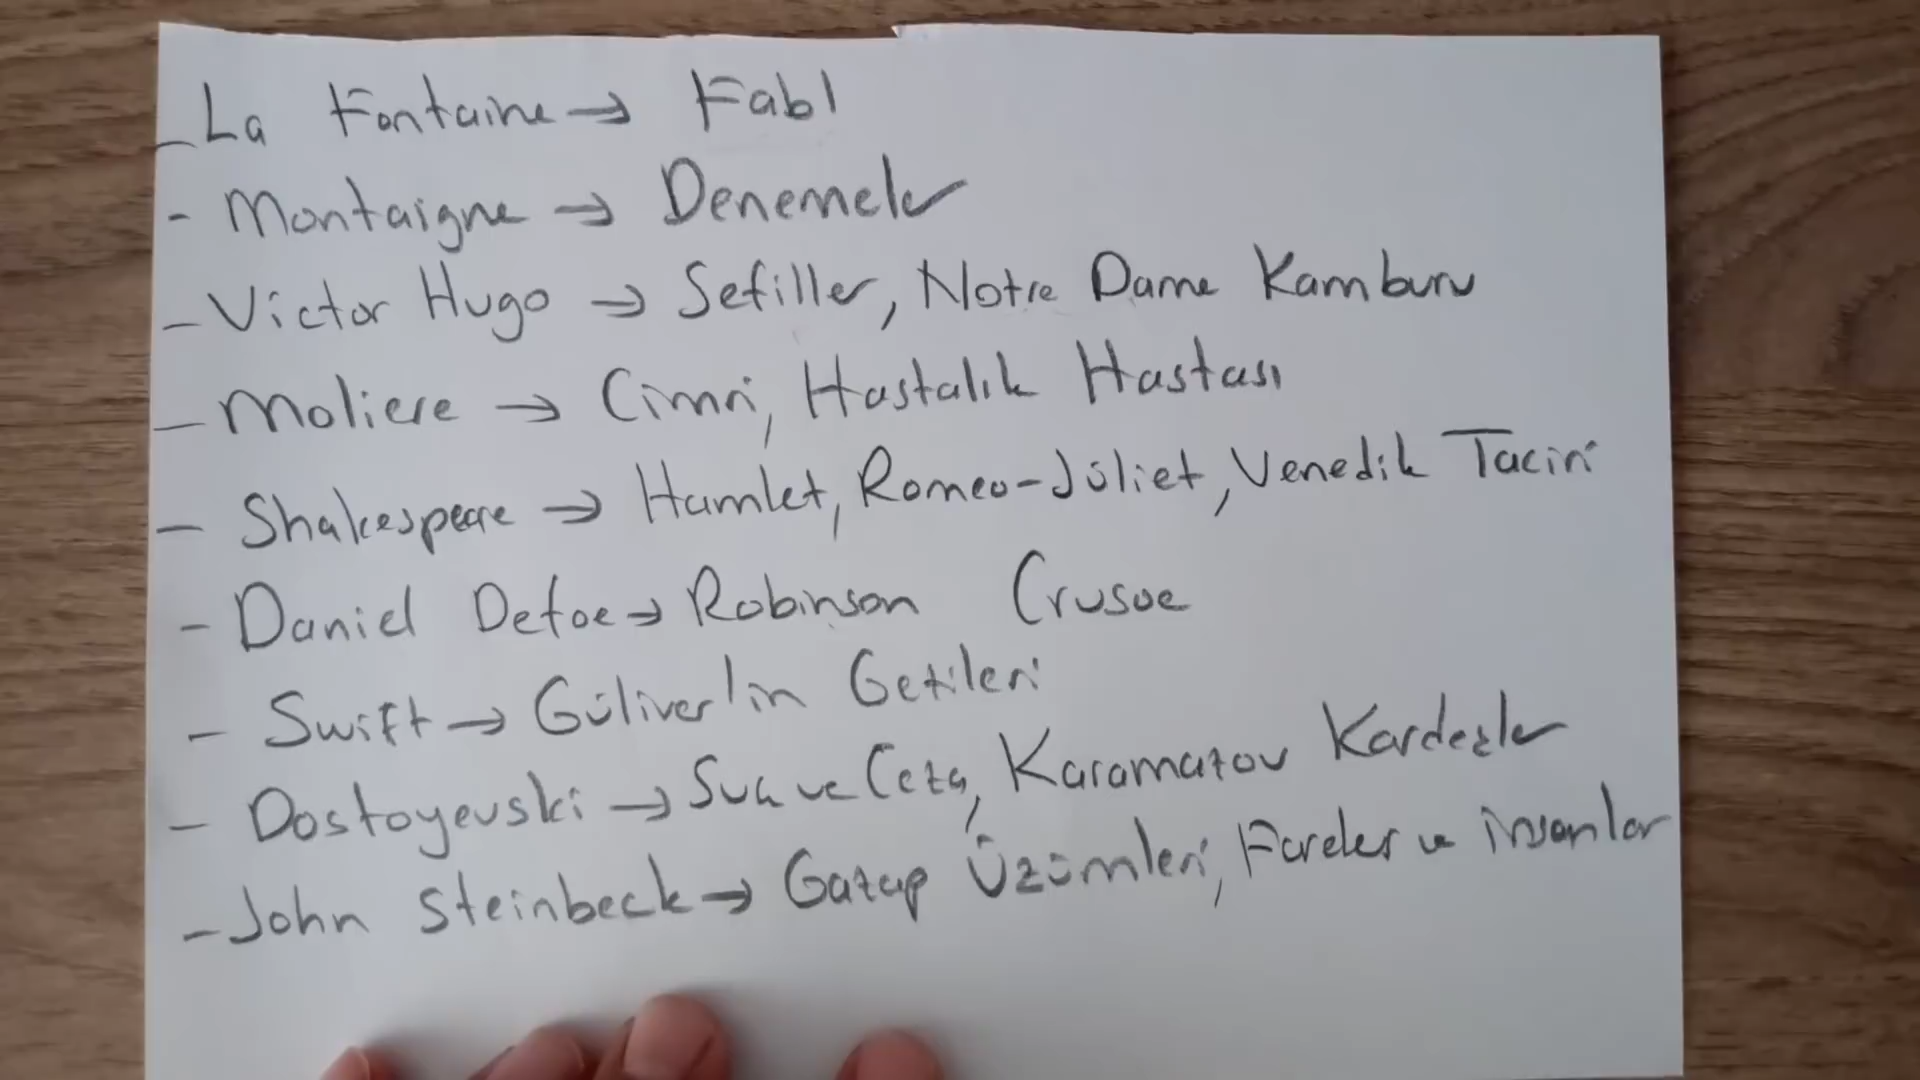 - La Fontaine → Fabl
- Montaigne → Denemeler
- Victor Hugo → Sefiller, Notre Dame Kamburu
- Moliere → Cimri, Hastalık Hastası
- Shakespeare → Hamlet, Romeo-Jüliet, Venedik Taciri
- Daniel Defoe → Robinson Crusoe
- Swift → Güliver'in Gezileri
- Dostoyevski → Suç ve Ceza, Karamazov Kardeşler
- John Steinbeck → Gazap Üzümleri, Fareler ve İnsanlar